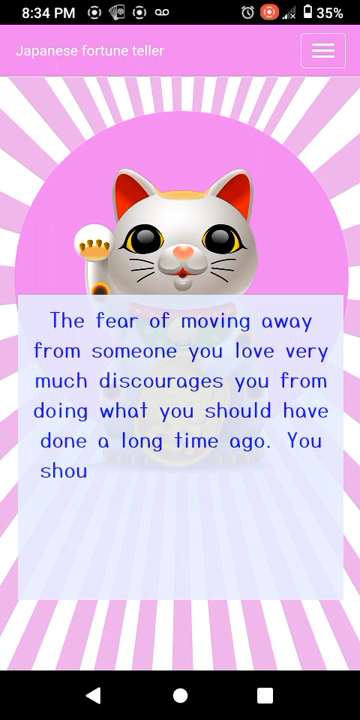 8:34 PM 35%
Japanese fortune teller
The fear of moving away
from someone you love very
much discourages you from
doing what you should have
done a long time ago. You
shou